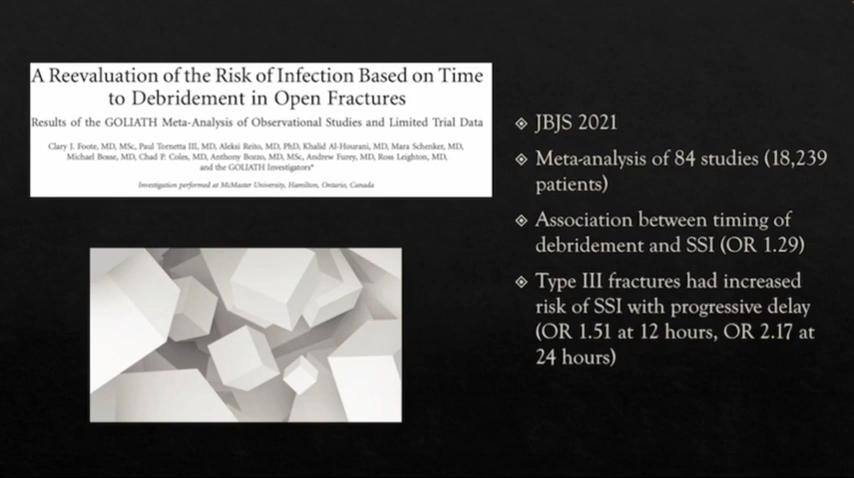 A Reevaluation of the Risk of Infection Based on Time
to Debridement in Open Fractures
Results of the GOLIATH Meta-Analysis of Observational Studies and Limited Trial Data
Clary J. Foote, MD, MSc, Paul Tornetta III, MD, Aleksi Reito, MD, PhD, Khalid Al-Hourani, MD, Mara Schenker, MD,
Michael Bosse, MD, Chad P. Coles, MD, Anthony Bozzo, MD, MSc, Andrew Furey, MD, Ross Leighton, MD,
and the GOLIATH Investigators*
Investigation performed at McMaster University, Hamilton, Ontario, Canada
JBJS 2021
Meta-analysis of 84 studies (18,239
patients)
Association between timing of
debridement and SSI (OR 1.29)
Type III fractures had increased
risk of SSI with progressive delay
(OR 1.51 at 12 hours, OR 2.17 at
24 hours)